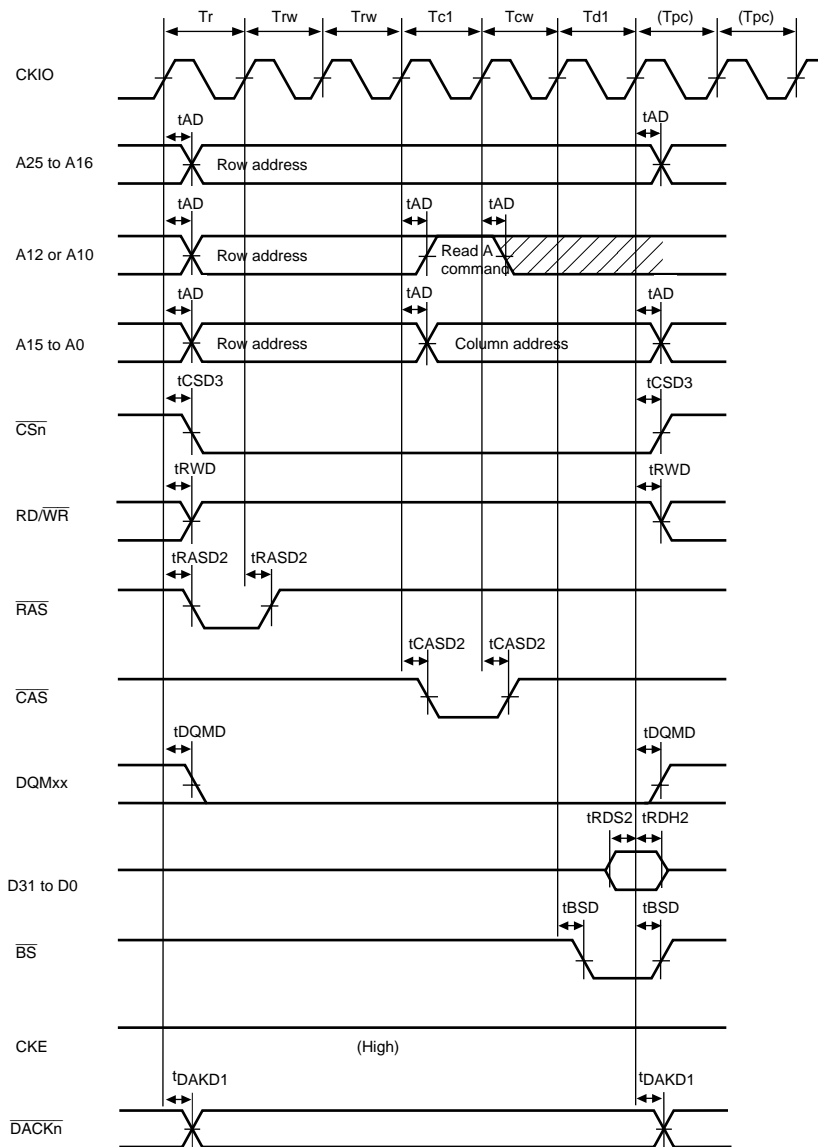 Tr Trw Trw Tc1 Tcw Td1 (Tpc) (Tpc)
CKIO
tAD tAD
A25 to A16 Row address
tAD tAD tAD
A12 or A10 Row address Read A
command
tAD tAD tAD
A15 to A0 Row address Column address
tCSD3 tCSD3
CSn
tRWD tRWD
RD/WR
tRASD2 tRASD2
RAS
tCASD2 tCASD2
CAS
tDQMD tDQMD
DQMxx
tRDS2 tRDH2
D31 to D0
tBSD tBSD
BS
CKE (High)
tDAKD1 tDAKD1
DACKn